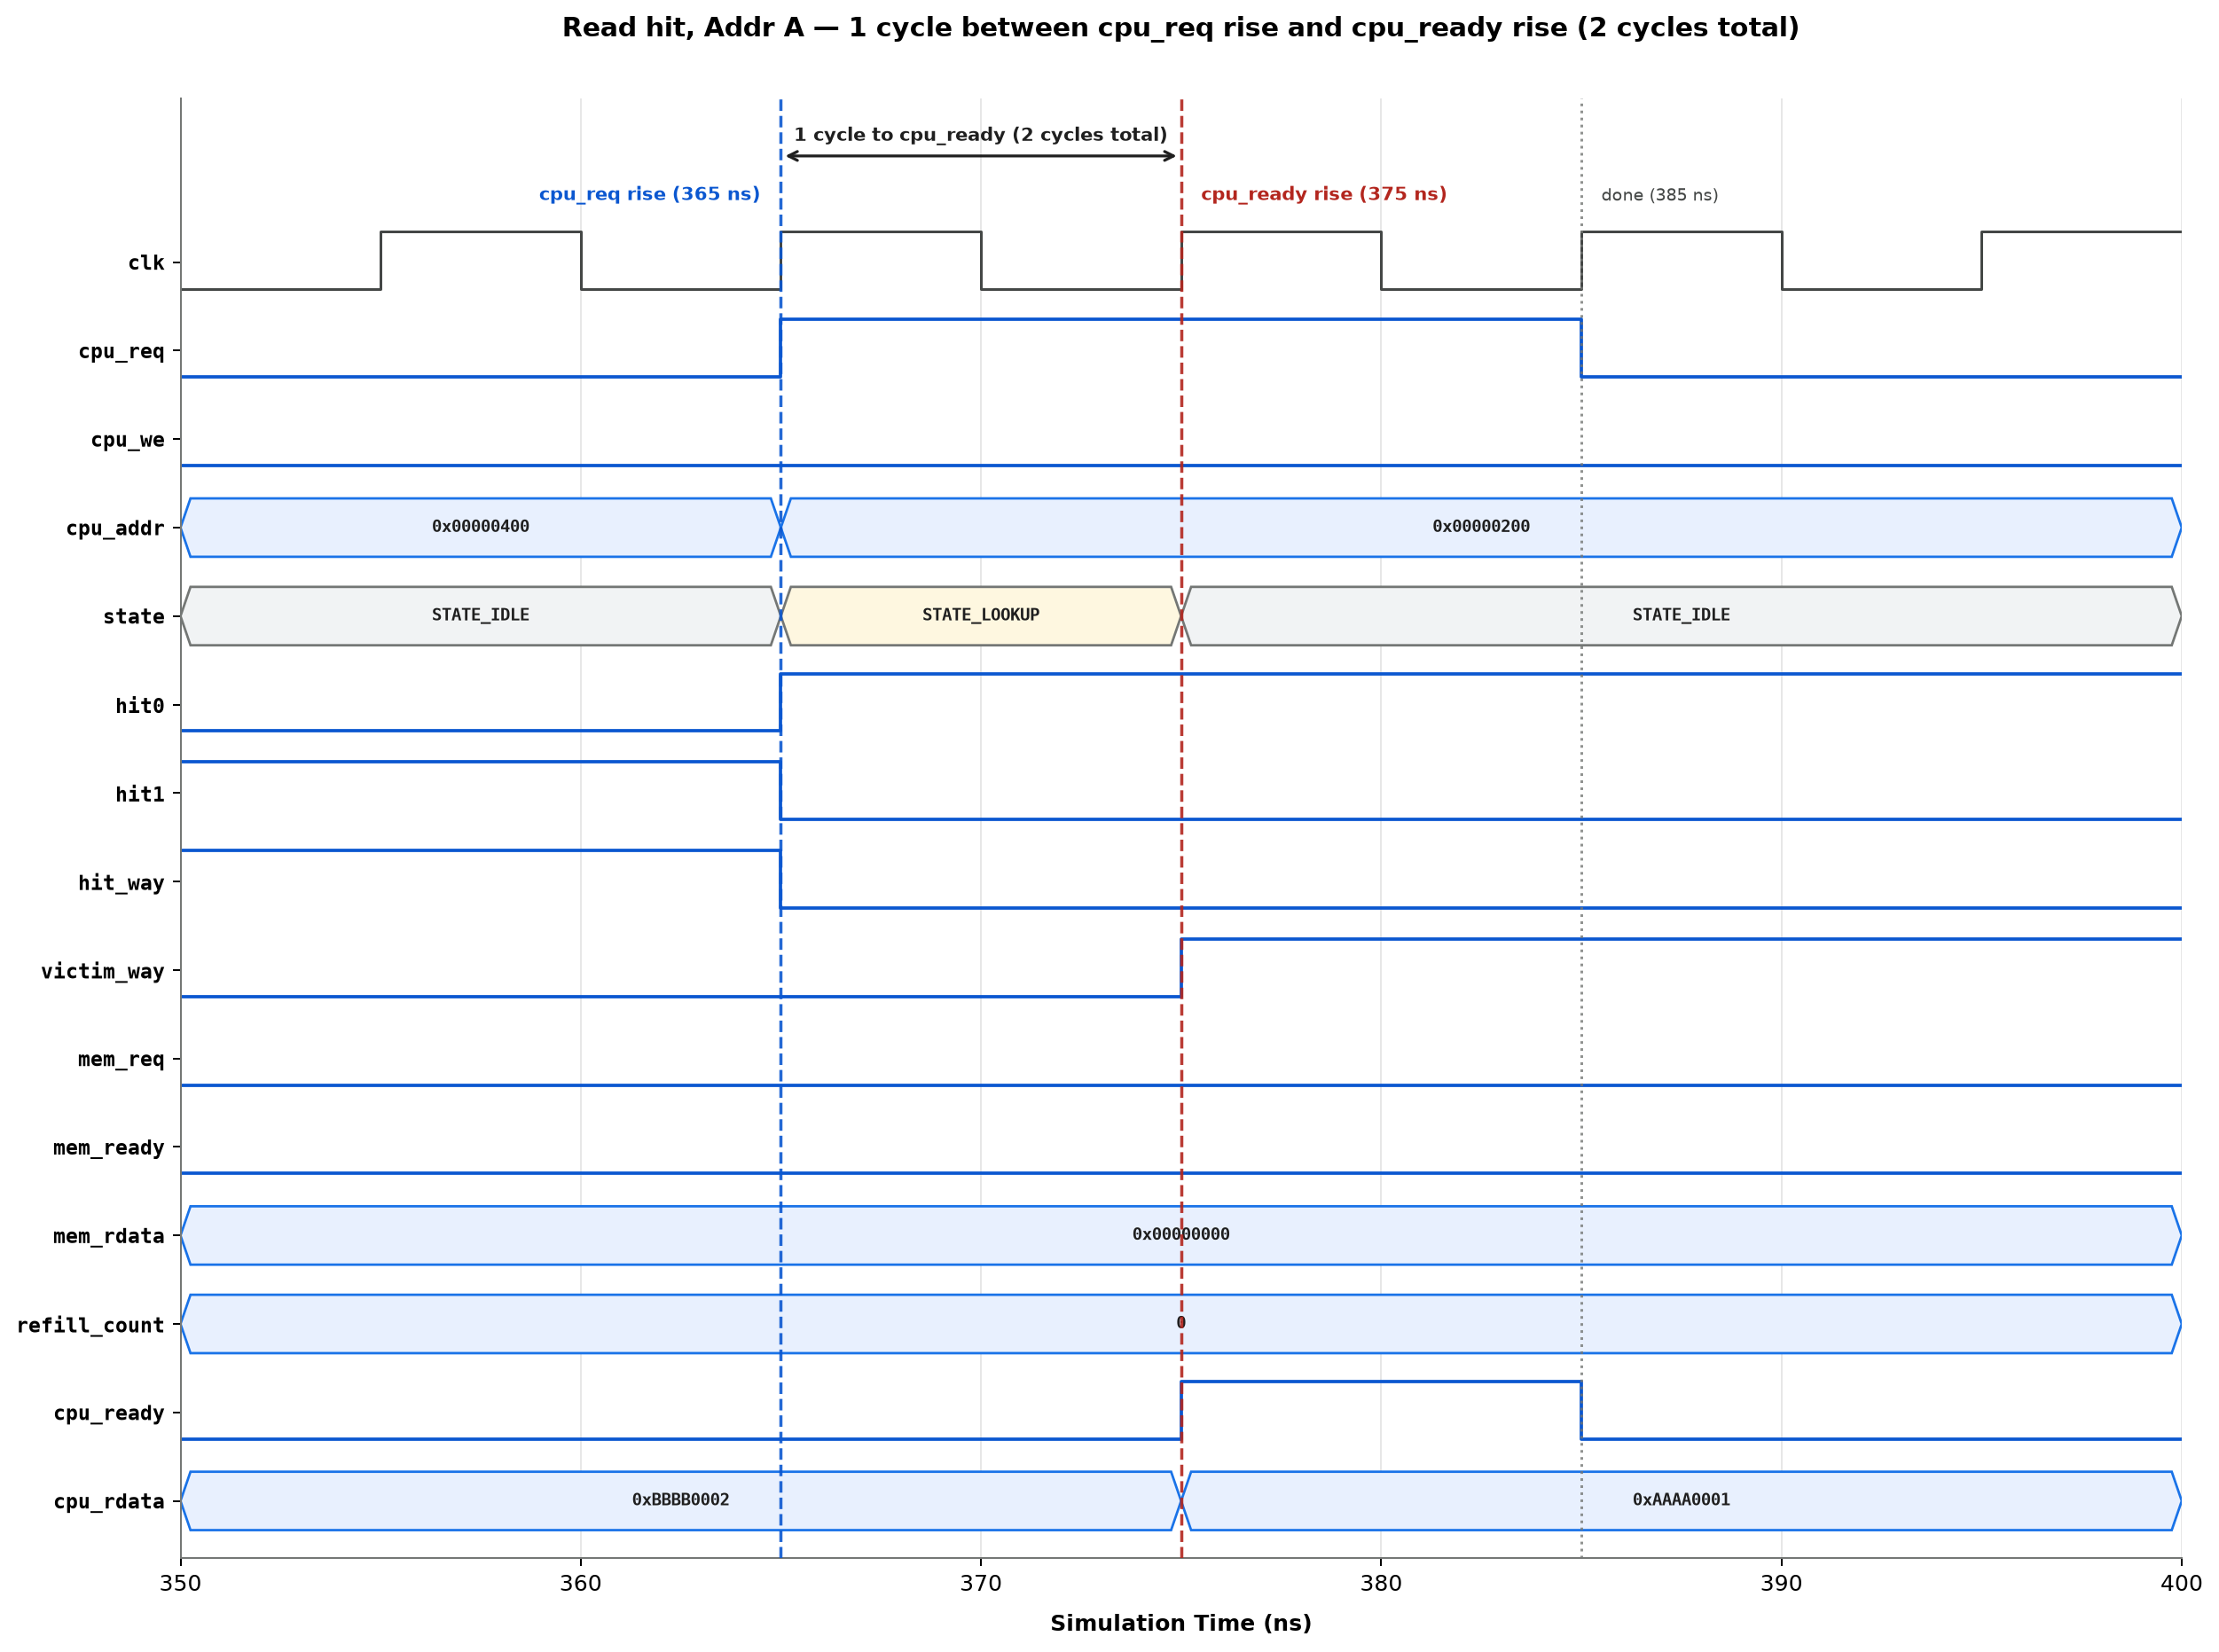 Read hit, Addr A — 1 cycle between cpu_req rise and cpu_ready rise (2 cycles total)
1 cycle to cpu_ready (2 cycles total)
cpu_req rise (365 ns)
cpu_ready rise (375 ns)
done (385 ns)
clk
cpu_req
cpu_we
cpu_addr
0x00000400
0x00000200
state
STATE_IDLE
STATE_LOOKUP
STATE_IDLE
hit0
hit1
hit_way
victim_way
mem_req
mem_ready
mem_rdata
0x00000000
refill_count
0
cpu_ready
cpu_rdata
0xBBBB0002
0xAAAA0001
350
360
370
380
390
400
Simulation Time (ns)